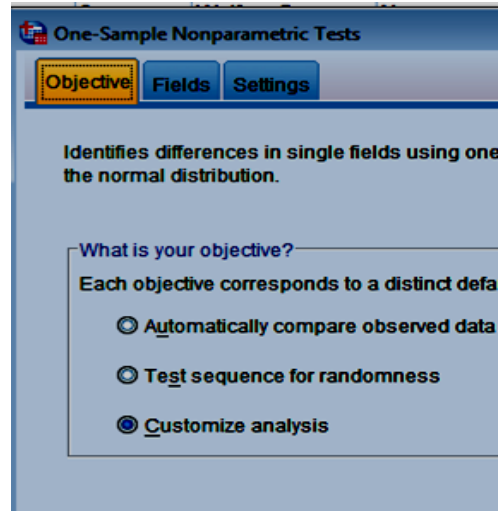 One-Sample Nonparametric Tests
Objective Fields Settings
Identifies differences in single fields using one
the normal distribution.
What is your objective?
Each objective corresponds to a distinct defa
Automatically compare observed data
Test sequence for randomness
Customize analysis